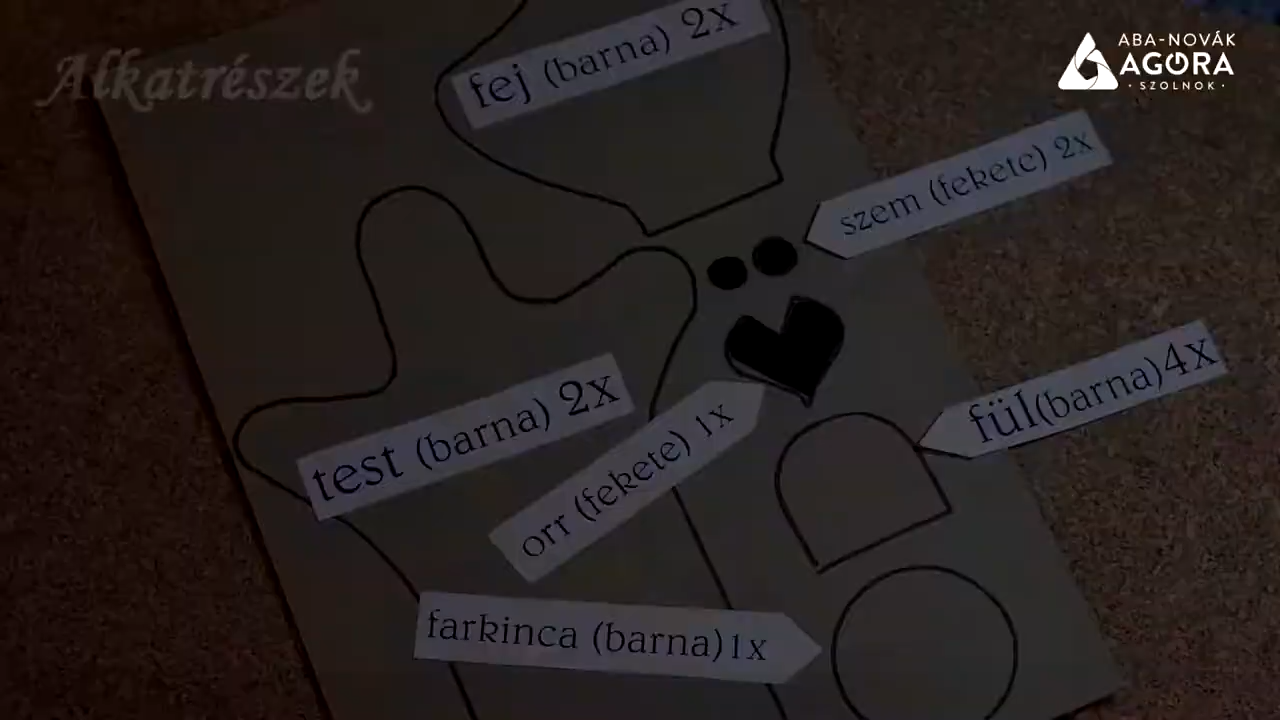 Alkatrészek
fej (barna) 2x
ABA-NOVÁK
AGÓRA
· SZOLNOK ·
szem (fekete) 2x
fül(barna)4x
test (barna) 2x
orr (fekete) 1x
farkinca (barna)1x